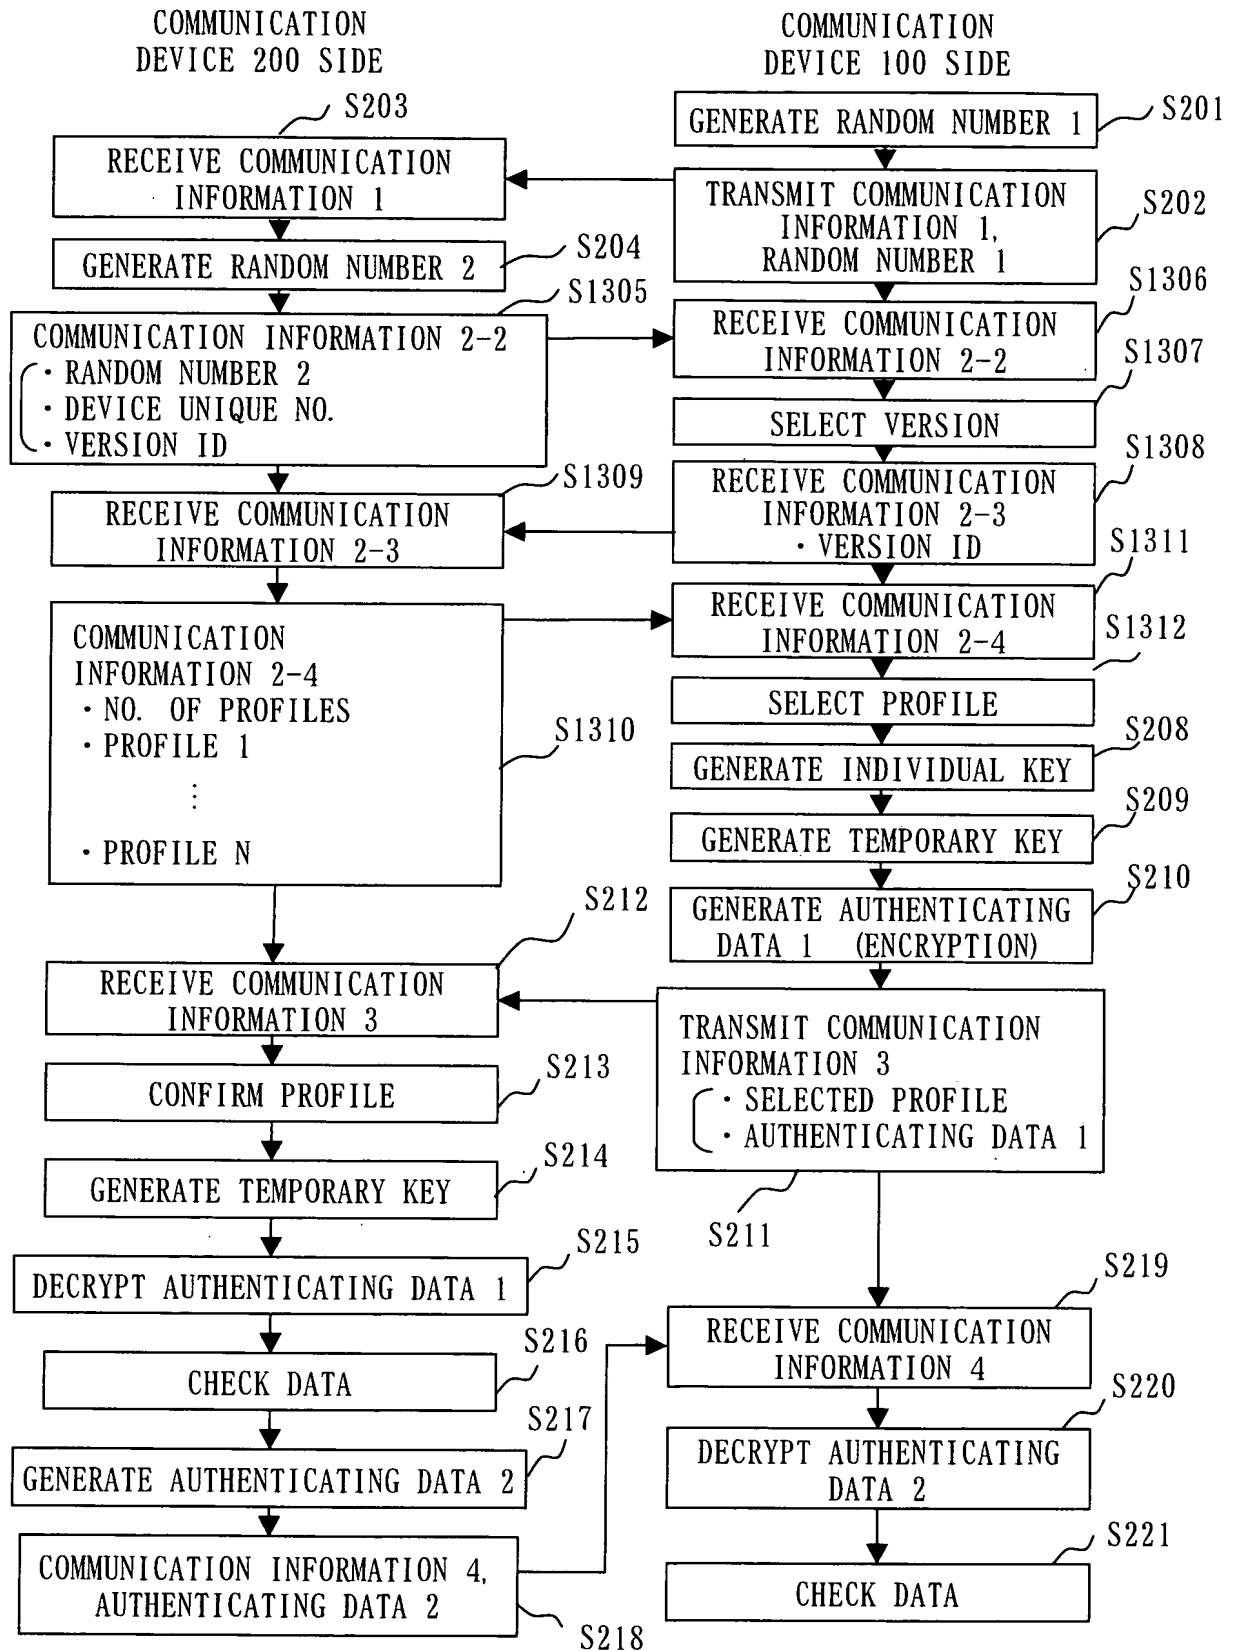 COMMUNICATION
DEVICE 200 SIDE
S203
RECEIVE COMMUNICATION
INFORMATION 1
S204
GENERATE RANDOM NUMBER 2
S1305
COMMUNICATION INFORMATION 2-2
・RANDOM NUMBER 2
・DEVICE UNIQUE NO.
・VERSION ID
S1309
RECEIVE COMMUNICATION
INFORMATION 2-3
COMMUNICATION
INFORMATION 2-4
・NO. OF PROFILES
・PROFILE 1
⋮
・PROFILE N
S1310
S212
RECEIVE COMMUNICATION
INFORMATION 3
S213
CONFIRM PROFILE
S214
GENERATE TEMPORARY KEY
S215
DECRYPT AUTHENTICATING DATA 1
S216
CHECK DATA
S217
GENERATE AUTHENTICATING DATA 2
COMMUNICATION INFORMATION 4,
AUTHENTICATING DATA 2
S218
COMMUNICATION
DEVICE 100 SIDE
S201
GENERATE RANDOM NUMBER 1
TRANSMIT COMMUNICATION
INFORMATION 1,
RANDOM NUMBER 1
S202
S1306
RECEIVE COMMUNICATION
INFORMATION 2-2
S1307
SELECT VERSION
S1308
RECEIVE COMMUNICATION
INFORMATION 2-3
・VERSION ID
S1311
RECEIVE COMMUNICATION
INFORMATION 2-4
S1312
SELECT PROFILE
S208
GENERATE INDIVIDUAL KEY
S209
GENERATE TEMPORARY KEY
S210
GENERATE AUTHENTICATING
DATA 1 (ENCRYPTION)
TRANSMIT COMMUNICATION
INFORMATION 3
・SELECTED PROFILE
・AUTHENTICATING DATA 1
S211
S219
RECEIVE COMMUNICATION
INFORMATION 4
S220
DECRYPT AUTHENTICATING
DATA 2
S221
CHECK DATA